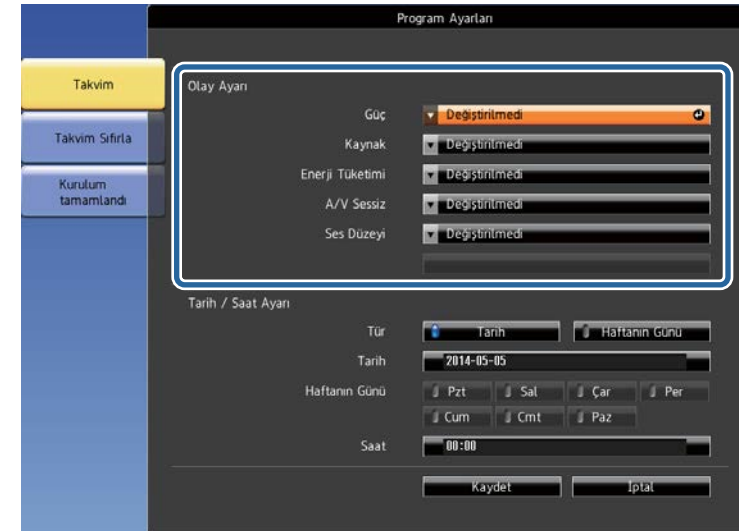 Program Ayarları
Takvim
Takvim Sıfırla
Kurulum
tamamlandı
Olay Ayarı
Güç Değiştirilmedi
Kaynak Değiştirilmedi
Enerji Tüketimi Değiştirilmedi
A/V Sessiz Değiştirilmedi
Ses Düzeyi Değiştirilmedi
Tarih / Saat Ayarı
Tür Tarih Haftanın Günü
Tarih 2014-05-05
Haftanın Günü Pzt Sal Çar Per
Cum Cmt Paz
Saat 00:00
Kaydet İptal